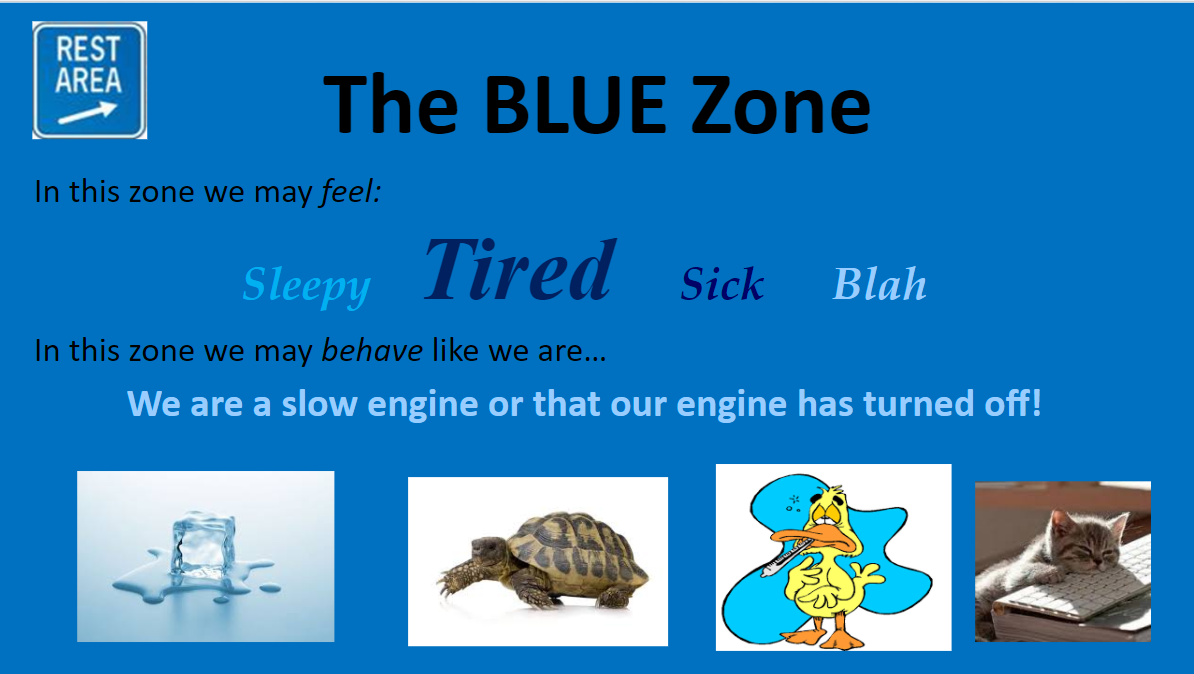 REST
AREA
The BLUE Zone
In this zone we may feel:
Sleepy Tired Sick Blah
In this zone we may behave like we are...
We are a slow engine or that our engine has turned off!